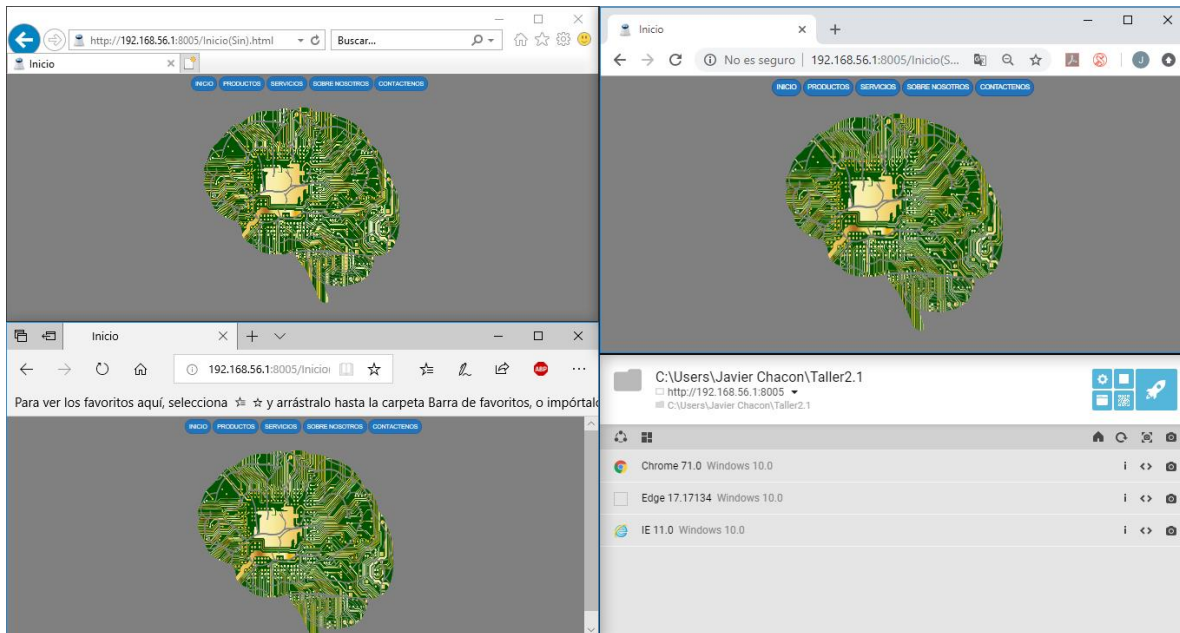 http://192.168.56.1:8005/Inicio(Sin).html
Buscar...
Inicio
INICIO PRODUCTOS SERVICIOS SOBRE NOSOTROS CONTACTENOS
Inicio
No es seguro 192.168.56.1:8005/Inicio(S...
J
INICIO PRODUCTOS SERVICIOS SOBRE NOSOTROS CONTACTENOS
Inicio
192.168.56.1:8005/Inicio
ABP
Para ver los favoritos aquí, selecciona y arrástralo hasta la carpeta Barra de favoritos, o impórtalo
INICIO PRODUCTOS SERVICIOS SOBRE NOSOTROS CONTACTENOS
C:\Users\Javier Chacon\Taller2.1
http://192.168.56.1:8005
C:\Users\Javier Chacon\Taller2.1
Chrome 71.0 Windows 10.0
Edge 17.17134 Windows 10.0
IE 11.0 Windows 10.0